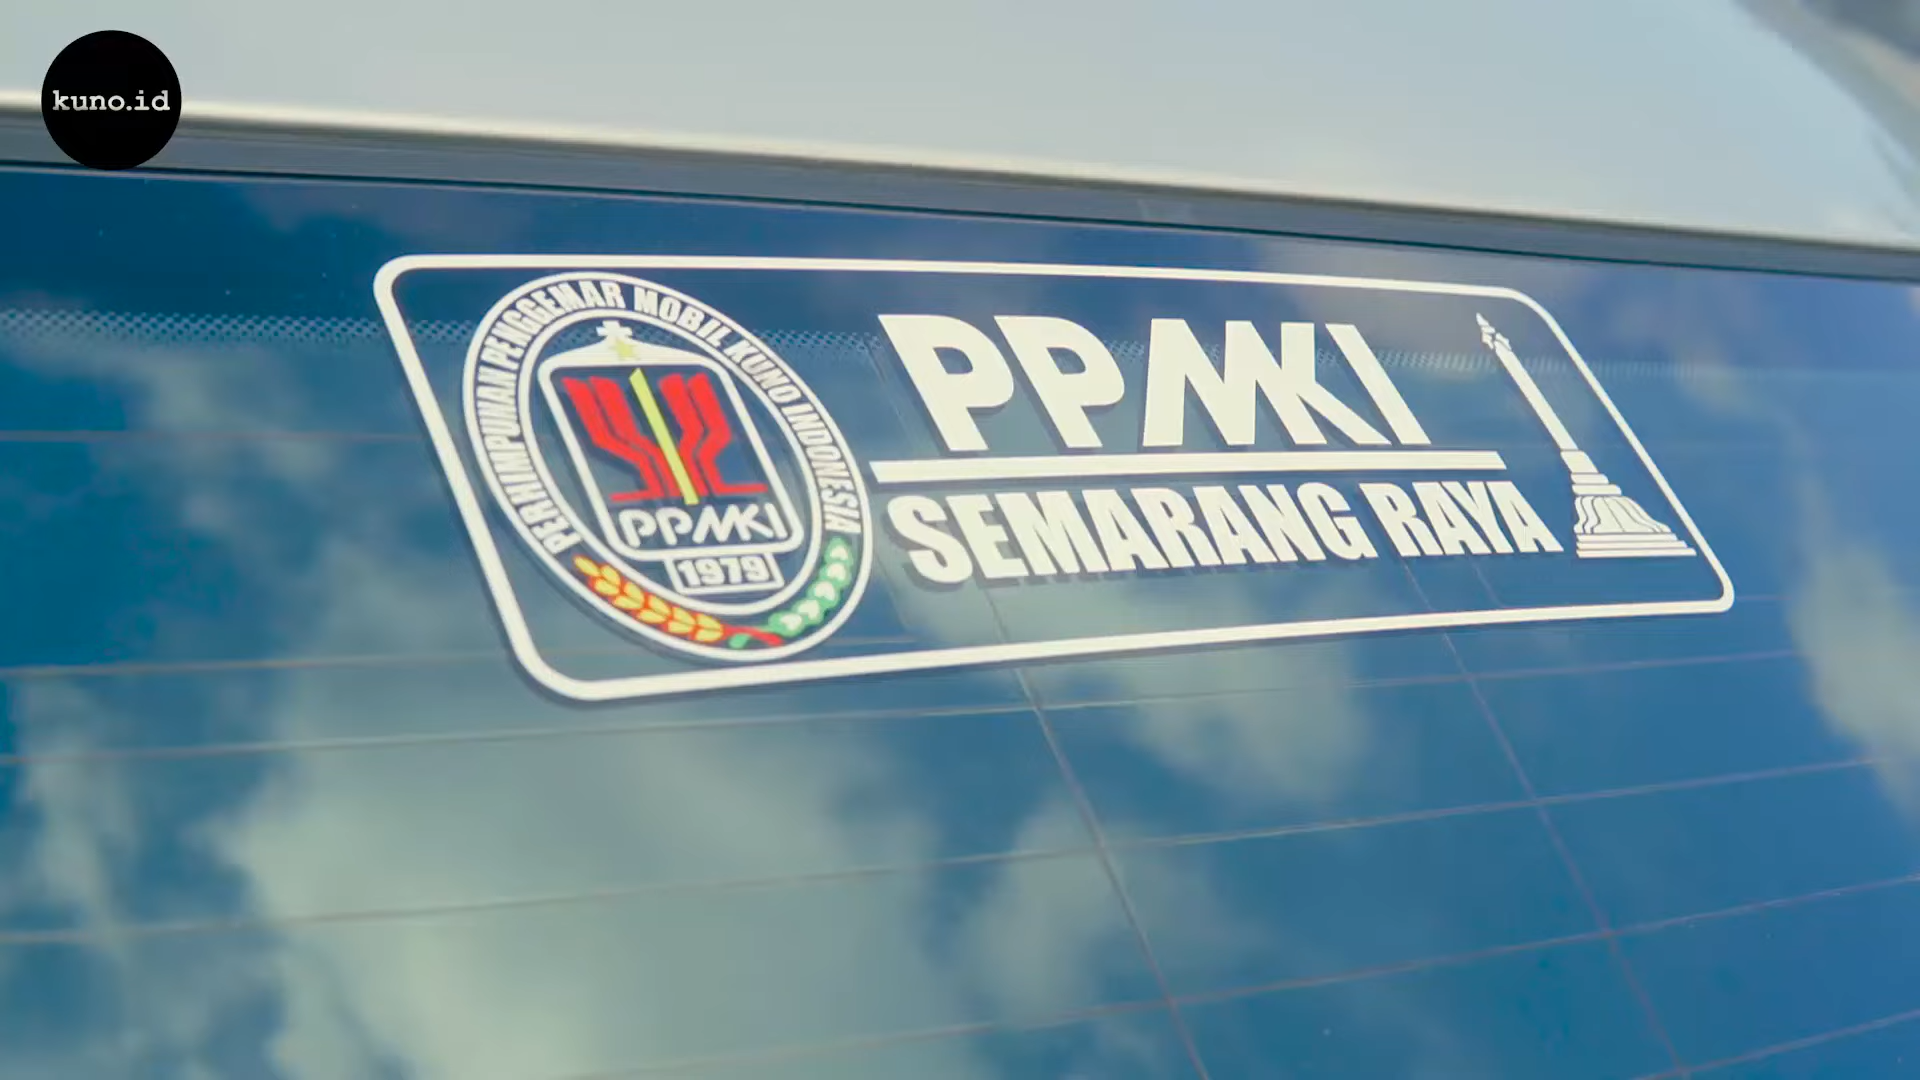 kuno.id
PERHIMPUNAN PENGGEMAR MOBIL KUNO INDONESIA
PPMKI
1979
PPMKI
SEMARANG RAYA